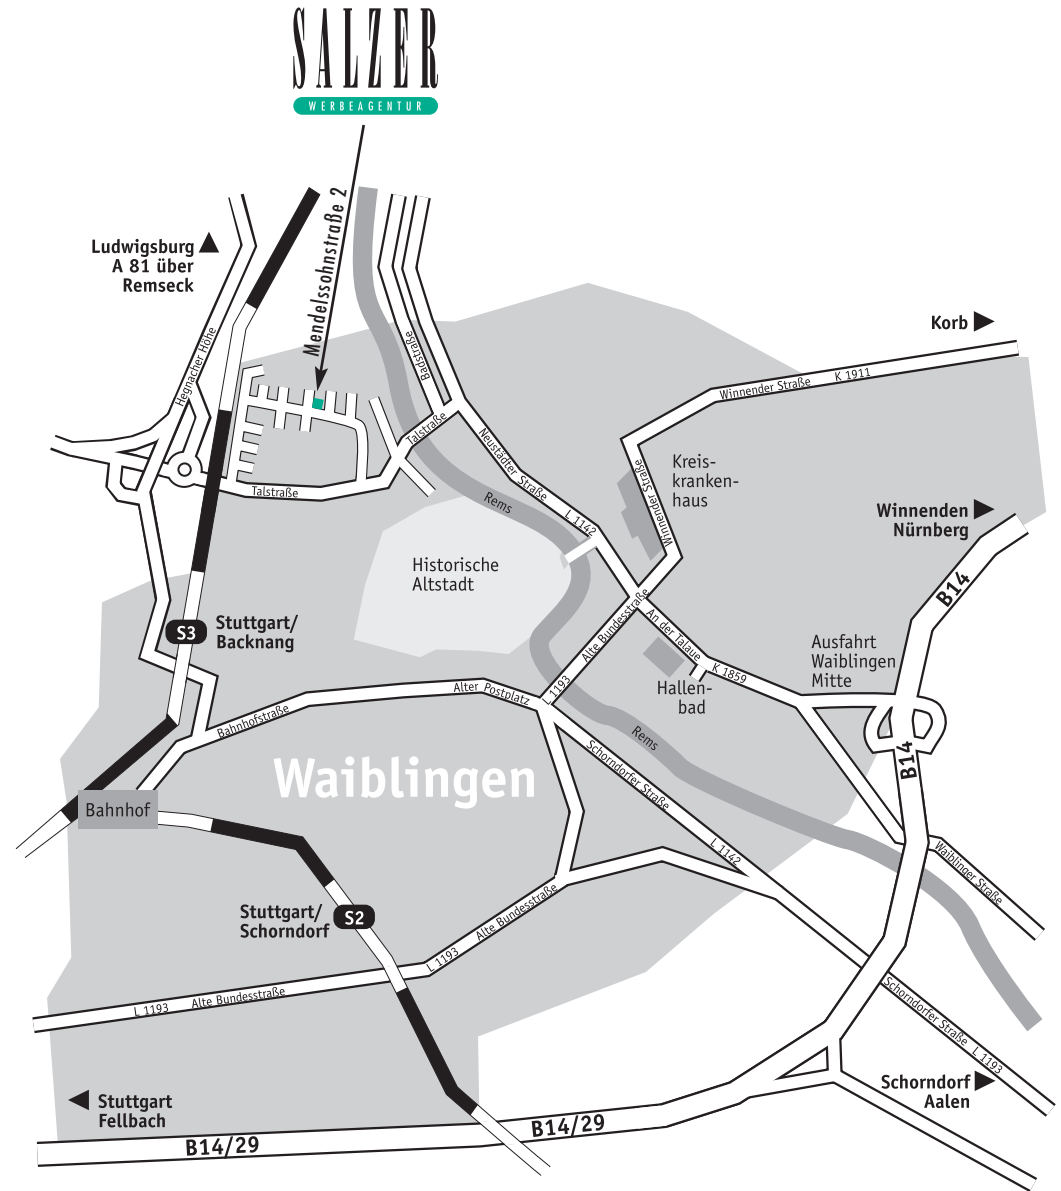 SALZER
WERBEAGENTUR
Mendelssohnstraße 2
Ludwigsburg
A 81 über
Remseck
Hegnacher Höhe
Badstraße
Korb
Winnender Straße K 1911
Talstraße
Talstraße
Neustädter Straße
L 1142
Rems
Kreis-
kranken-
haus
Winnender Straße
Winnenden
Nürnberg
B14
Historische
Altstadt
S3
Stuttgart/
Backnang
Alte Bundesstraße
L 1193
An der Talaue
K 1859
Hallen-
bad
Ausfahrt
Waiblingen
Mitte
B14
Bahnhofstraße
Alter Postplatz
Rems
Schorndorfer Straße
L 1142
Waiblingen
Bahnhof
Waiblinger Straße
Stuttgart/
Schorndorf
S2
L 1193 Alte Bundesstraße
L 1193 Alte Bundesstraße
Schorndorfer Straße L 1193
Schorndorf
Aalen
Stuttgart
Fellbach
B14/29
B14/29